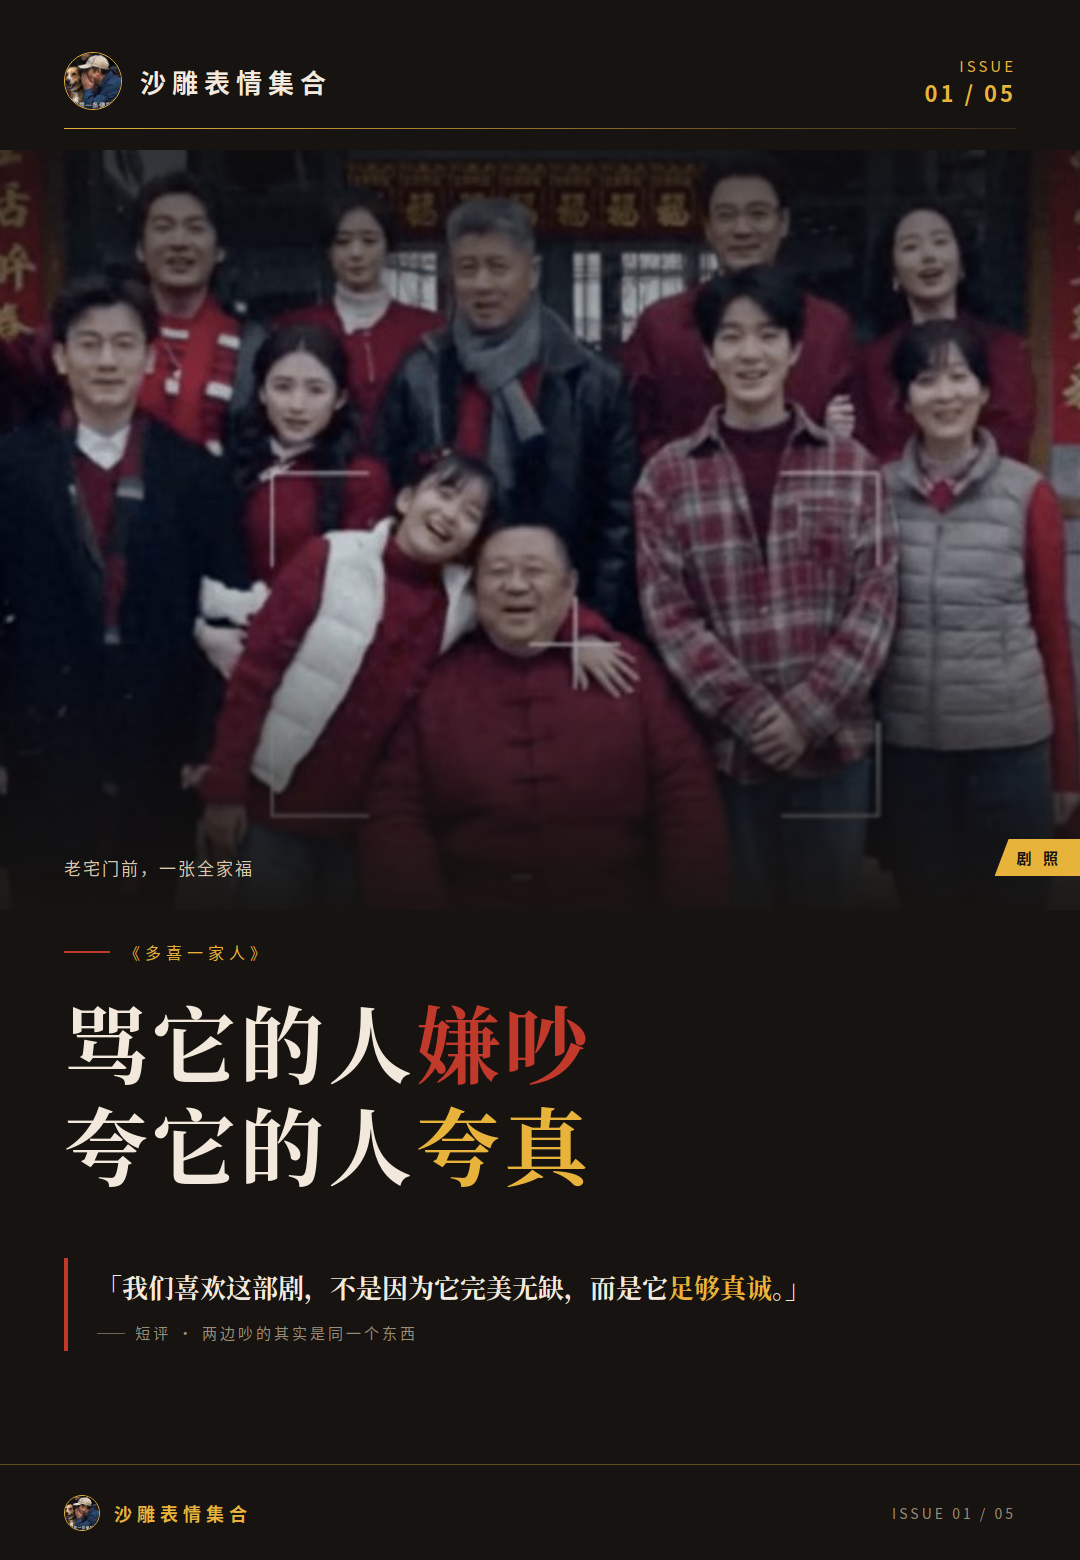 沙雕表情集合
ISSUE
01 / 05
福 福 福 福
老宅门前，一张全家福
剧 照
《多喜一家人》
骂它的人嫌吵
夸它的人夸真
「我们喜欢这部剧，不是因为它完美无缺，而是它足够真诚。」
—— 短评 · 两边吵的其实是同一个东西
沙雕表情集合
ISSUE 01 / 05